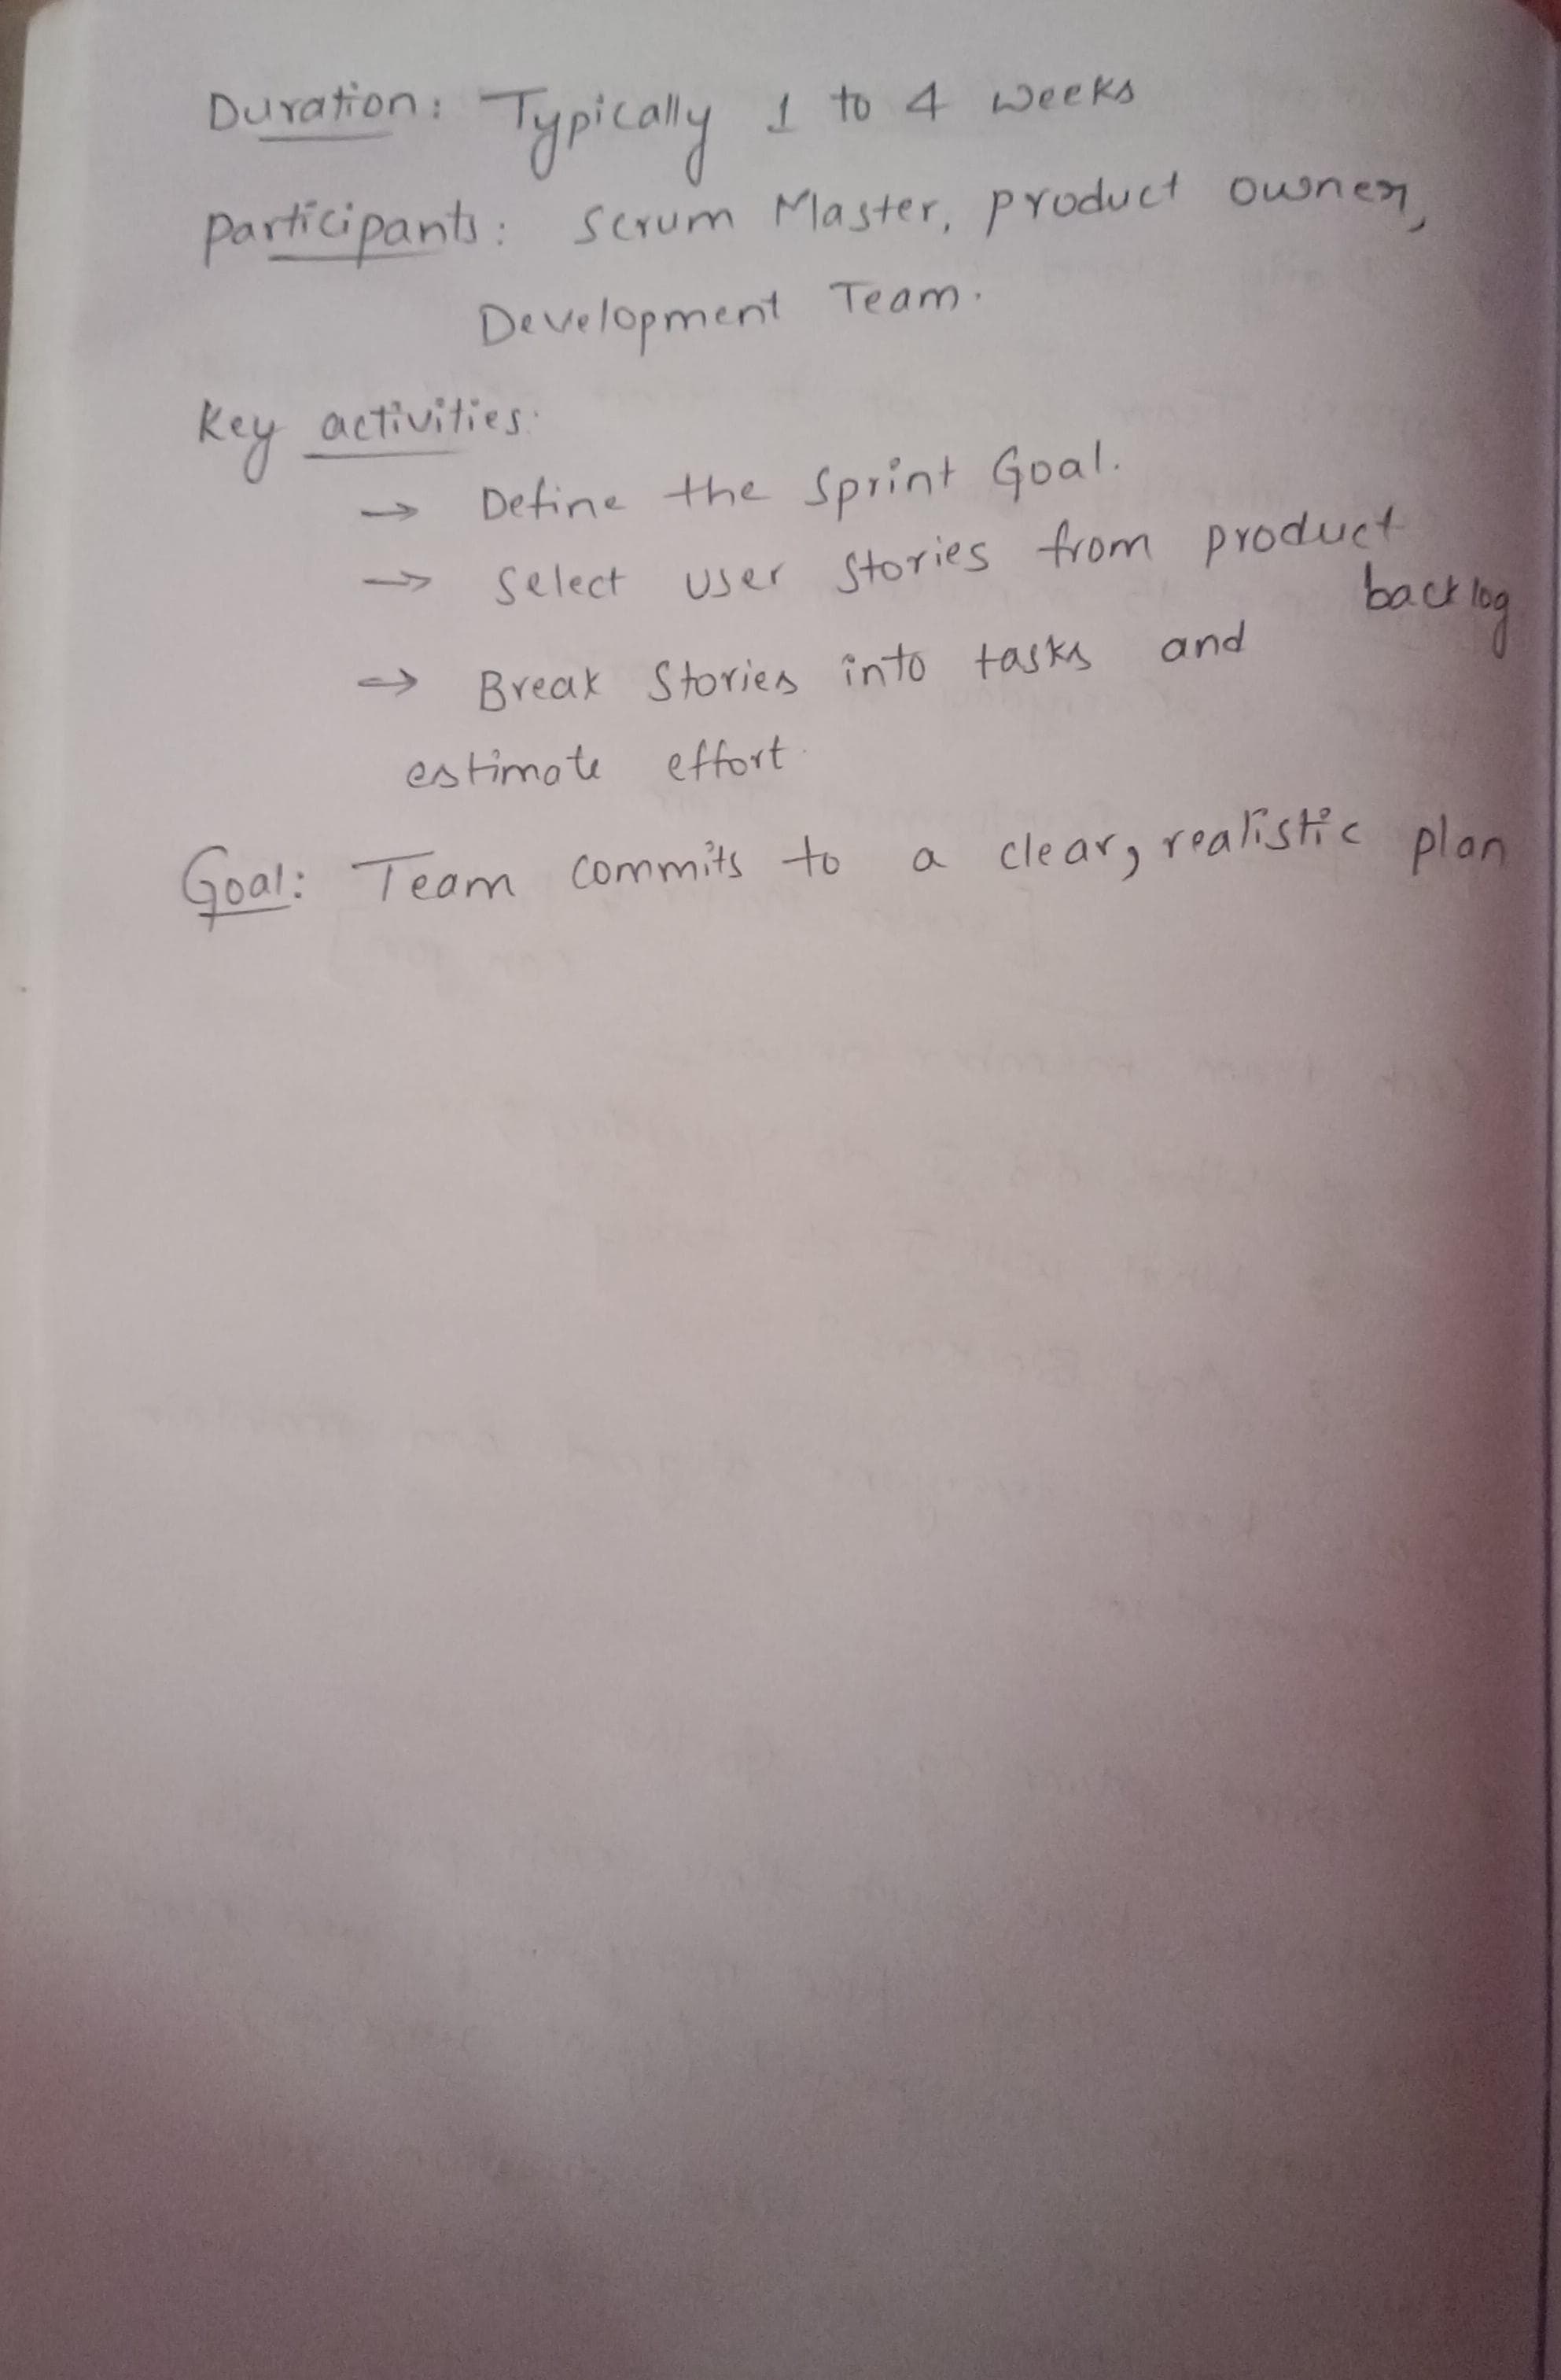 Duration: Typically 1 to 4 weeks
participants: Scrum Master, product owner,
Development Team.
Key activities:
→ Define the Sprint Goal.
→ Select user stories from product
backlog
→ Break Stories into tasks and
estimate effort.
Goal: Team commits to a clear, realistic plan